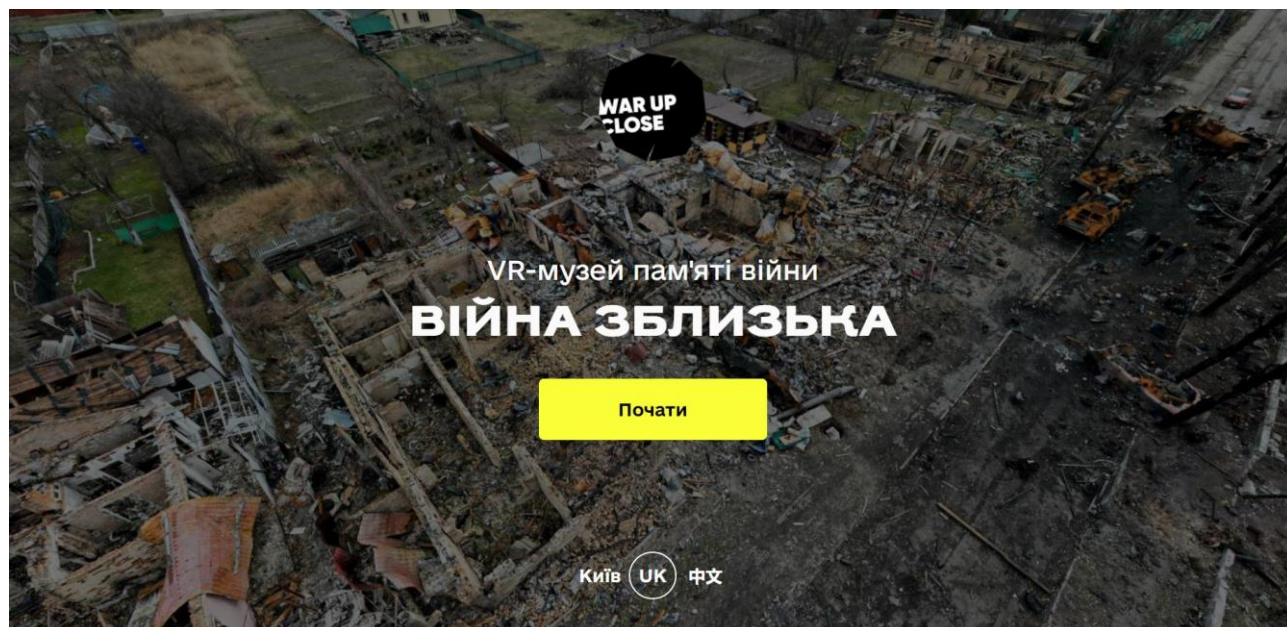 WAR UP
CLOSE
VR-музей пам'яті війни
ВІЙНА ЗБЛИЗЬКА
Почати
Київ UK 中文